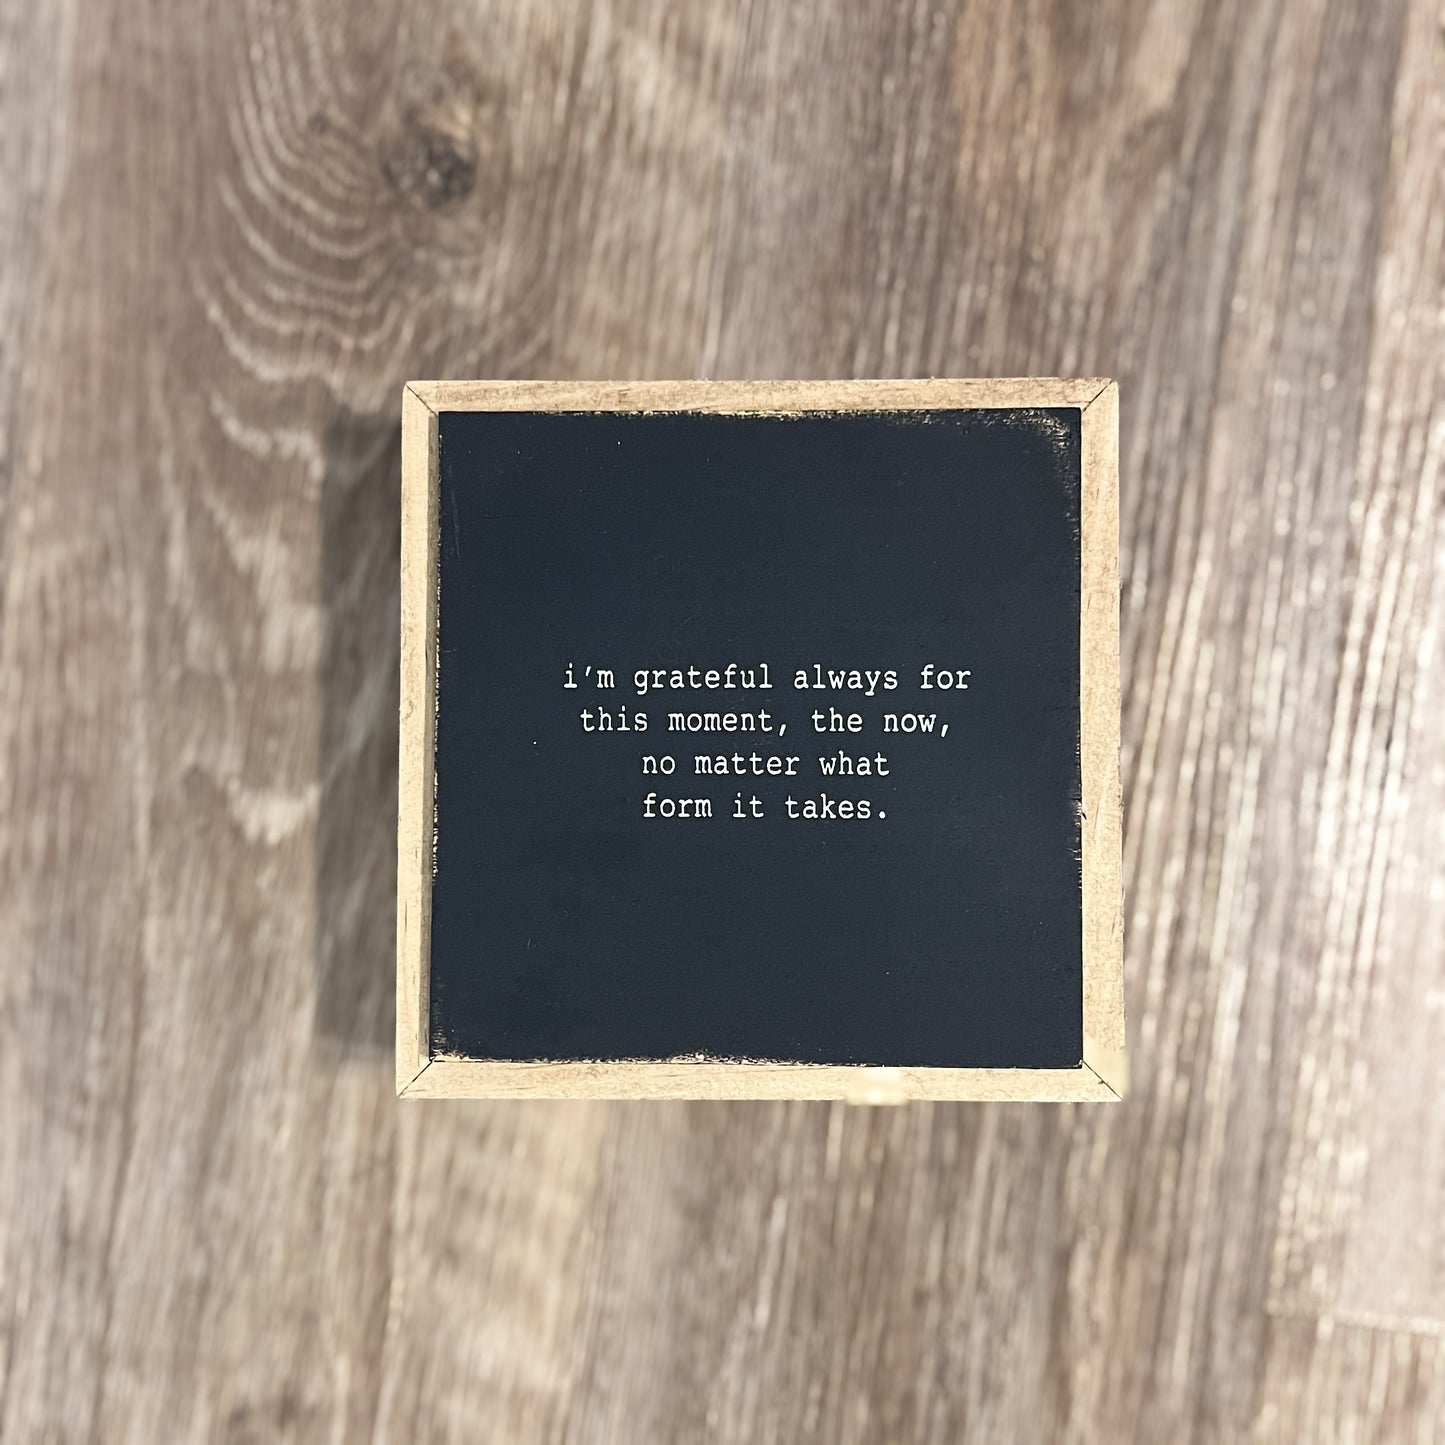 i'm grateful always for
this moment, the now,
no matter what
form it takes.